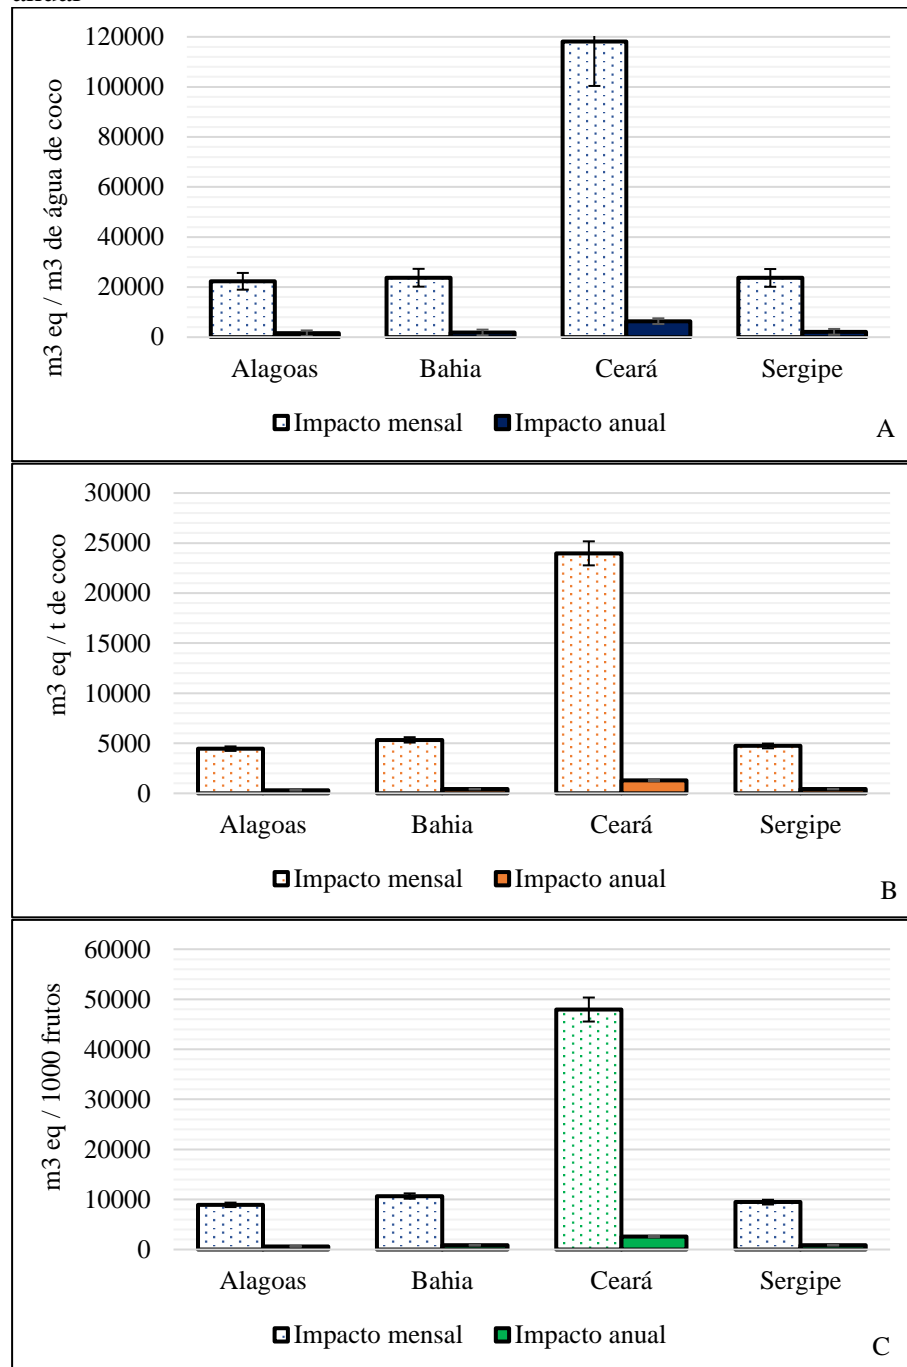 anual
120000
100000
80000
60000
40000
20000
0
m3 eq / m3 de água de coco
Alagoas Bahia Ceará Sergipe
Impacto mensal Impacto anual
A
30000
25000
20000
15000
10000
5000
0
m3 eq / t de coco
Alagoas Bahia Ceará Sergipe
Impacto mensal Impacto anual
B
60000
50000
40000
30000
20000
10000
0
m3 eq / 1000 frutos
Alagoas Bahia Ceará Sergipe
Impacto mensal Impacto anual
C